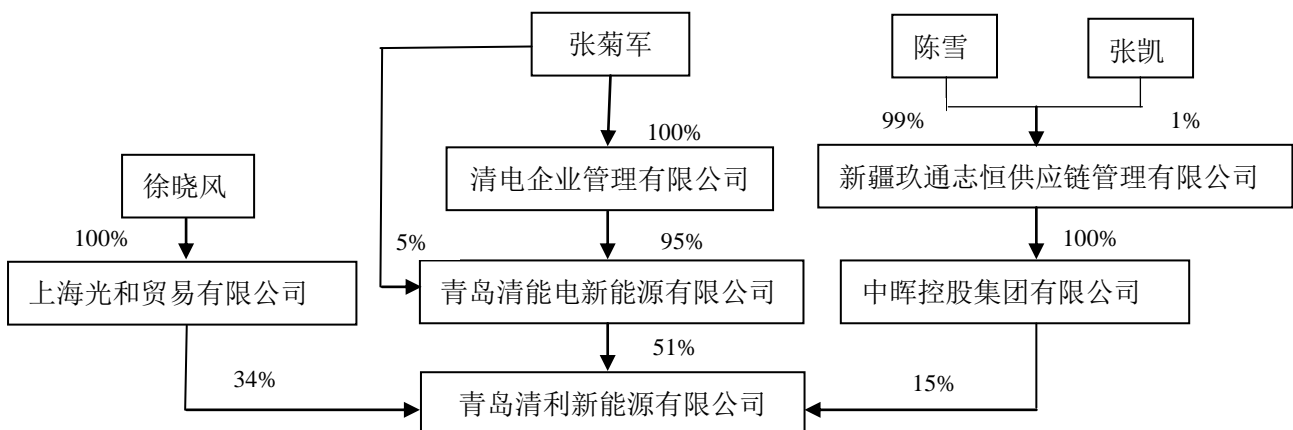 张菊军
陈雪
张凯
99%
1%
100%
徐晓风
清电企业管理有限公司
新疆玖通志恒供应链管理有限公司
100%
5%
95%
100%
上海光和贸易有限公司
青岛清能电新能源有限公司
中晖控股集团有限公司
34%
51%
15%
青岛清利新能源有限公司